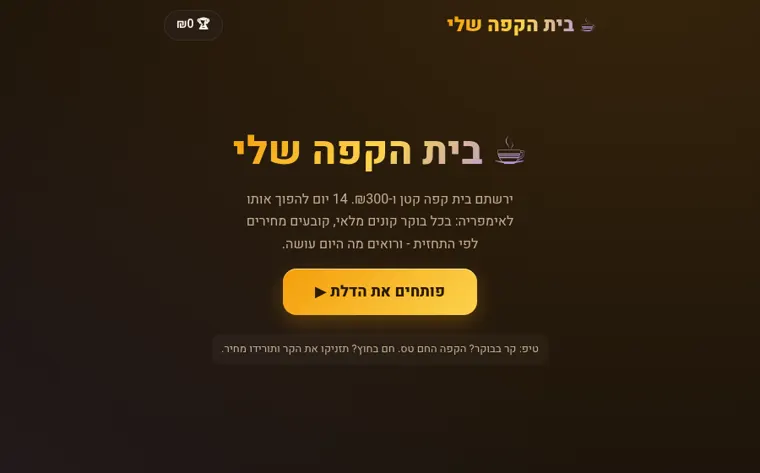 ☕ בית הקפה שלי
🏆 ₪0
☕ בית הקפה שלי
ירשתם בית קפה קטן ו-₪300. 14 יום להפוך אותו
לאימפריה: בכל בוקר קונים מלאי, קובעים מחירים
לפי התחזית - ורואים מה היום עושה.
פותחים את הדלת ▶
טיפ: קר בבוקר? הקפה החם טס. חם בחוץ? תזניקו את הקר ותורידו מחיר.